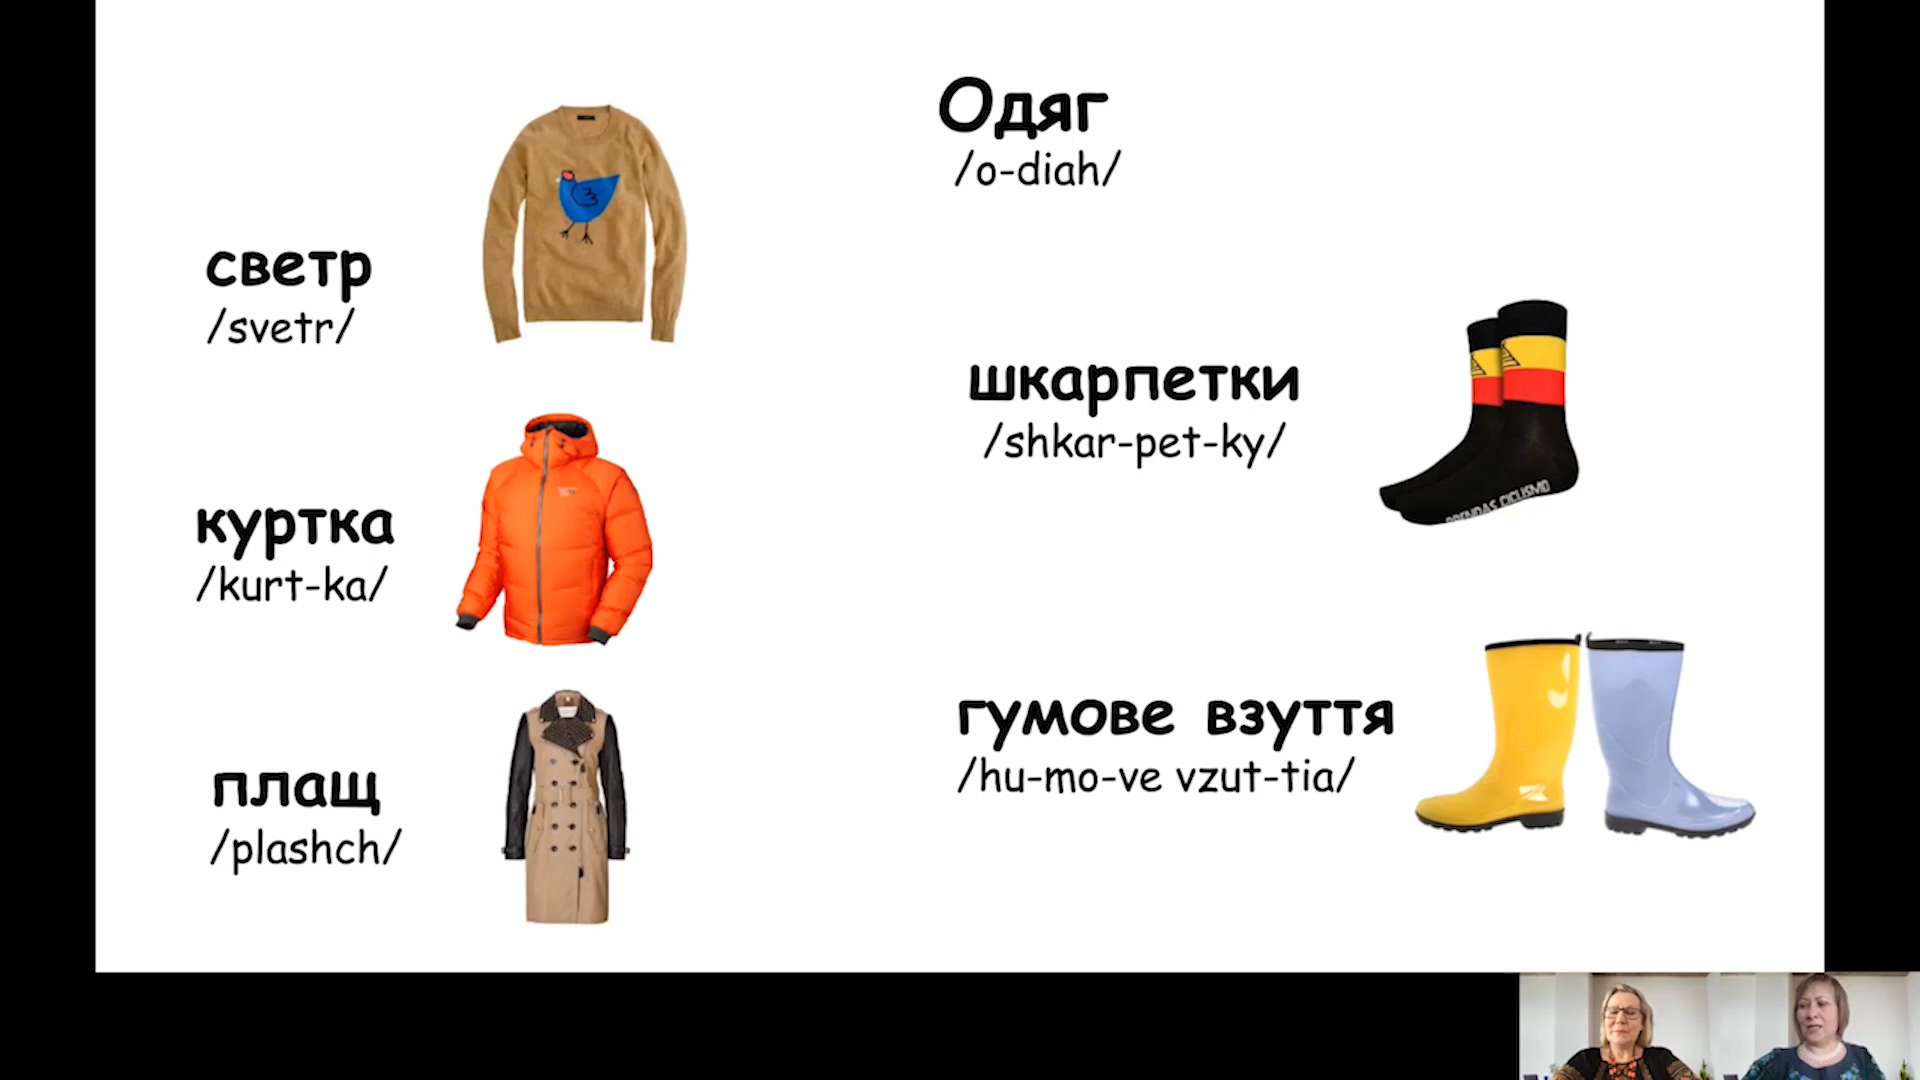 Одяг
/o-diah/
светр
/svetr/
куртка
/kurt-ka/
плащ
/plashch/
шкарпетки
/shkar-pet-ky/
CICLISMO
гумове взуття
/hu-mo-ve vzut-tia/